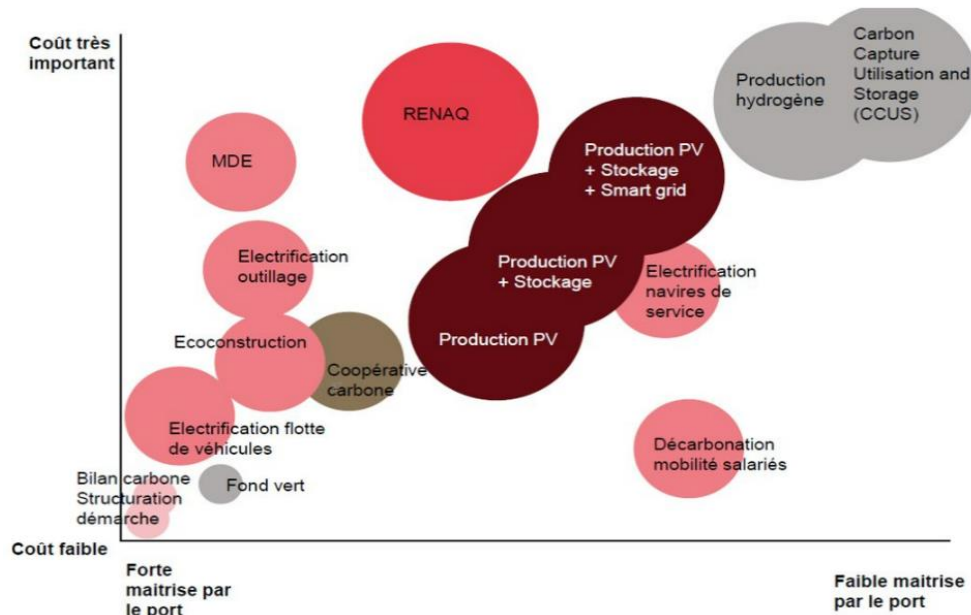 Coût très
important
Carbon
Capture
Utilisation and
Storage
(CCUS)
Production
hydrogène
RENAQ
MDE
Production PV
+ Stockage
+ Smart grid
Electrification
outillage
Production PV
+ Stockage
Electrification
navires de
service
Ecoconstruction
Production PV
Coopérative
carbone
Electrification flotte
de véhicules
Décarbonation
mobilité salariés
Bilan carbone
Structuration
démarche
Fond vert
Coût faible
Forte
maitrise par
le port
Faible maitrise
par le port